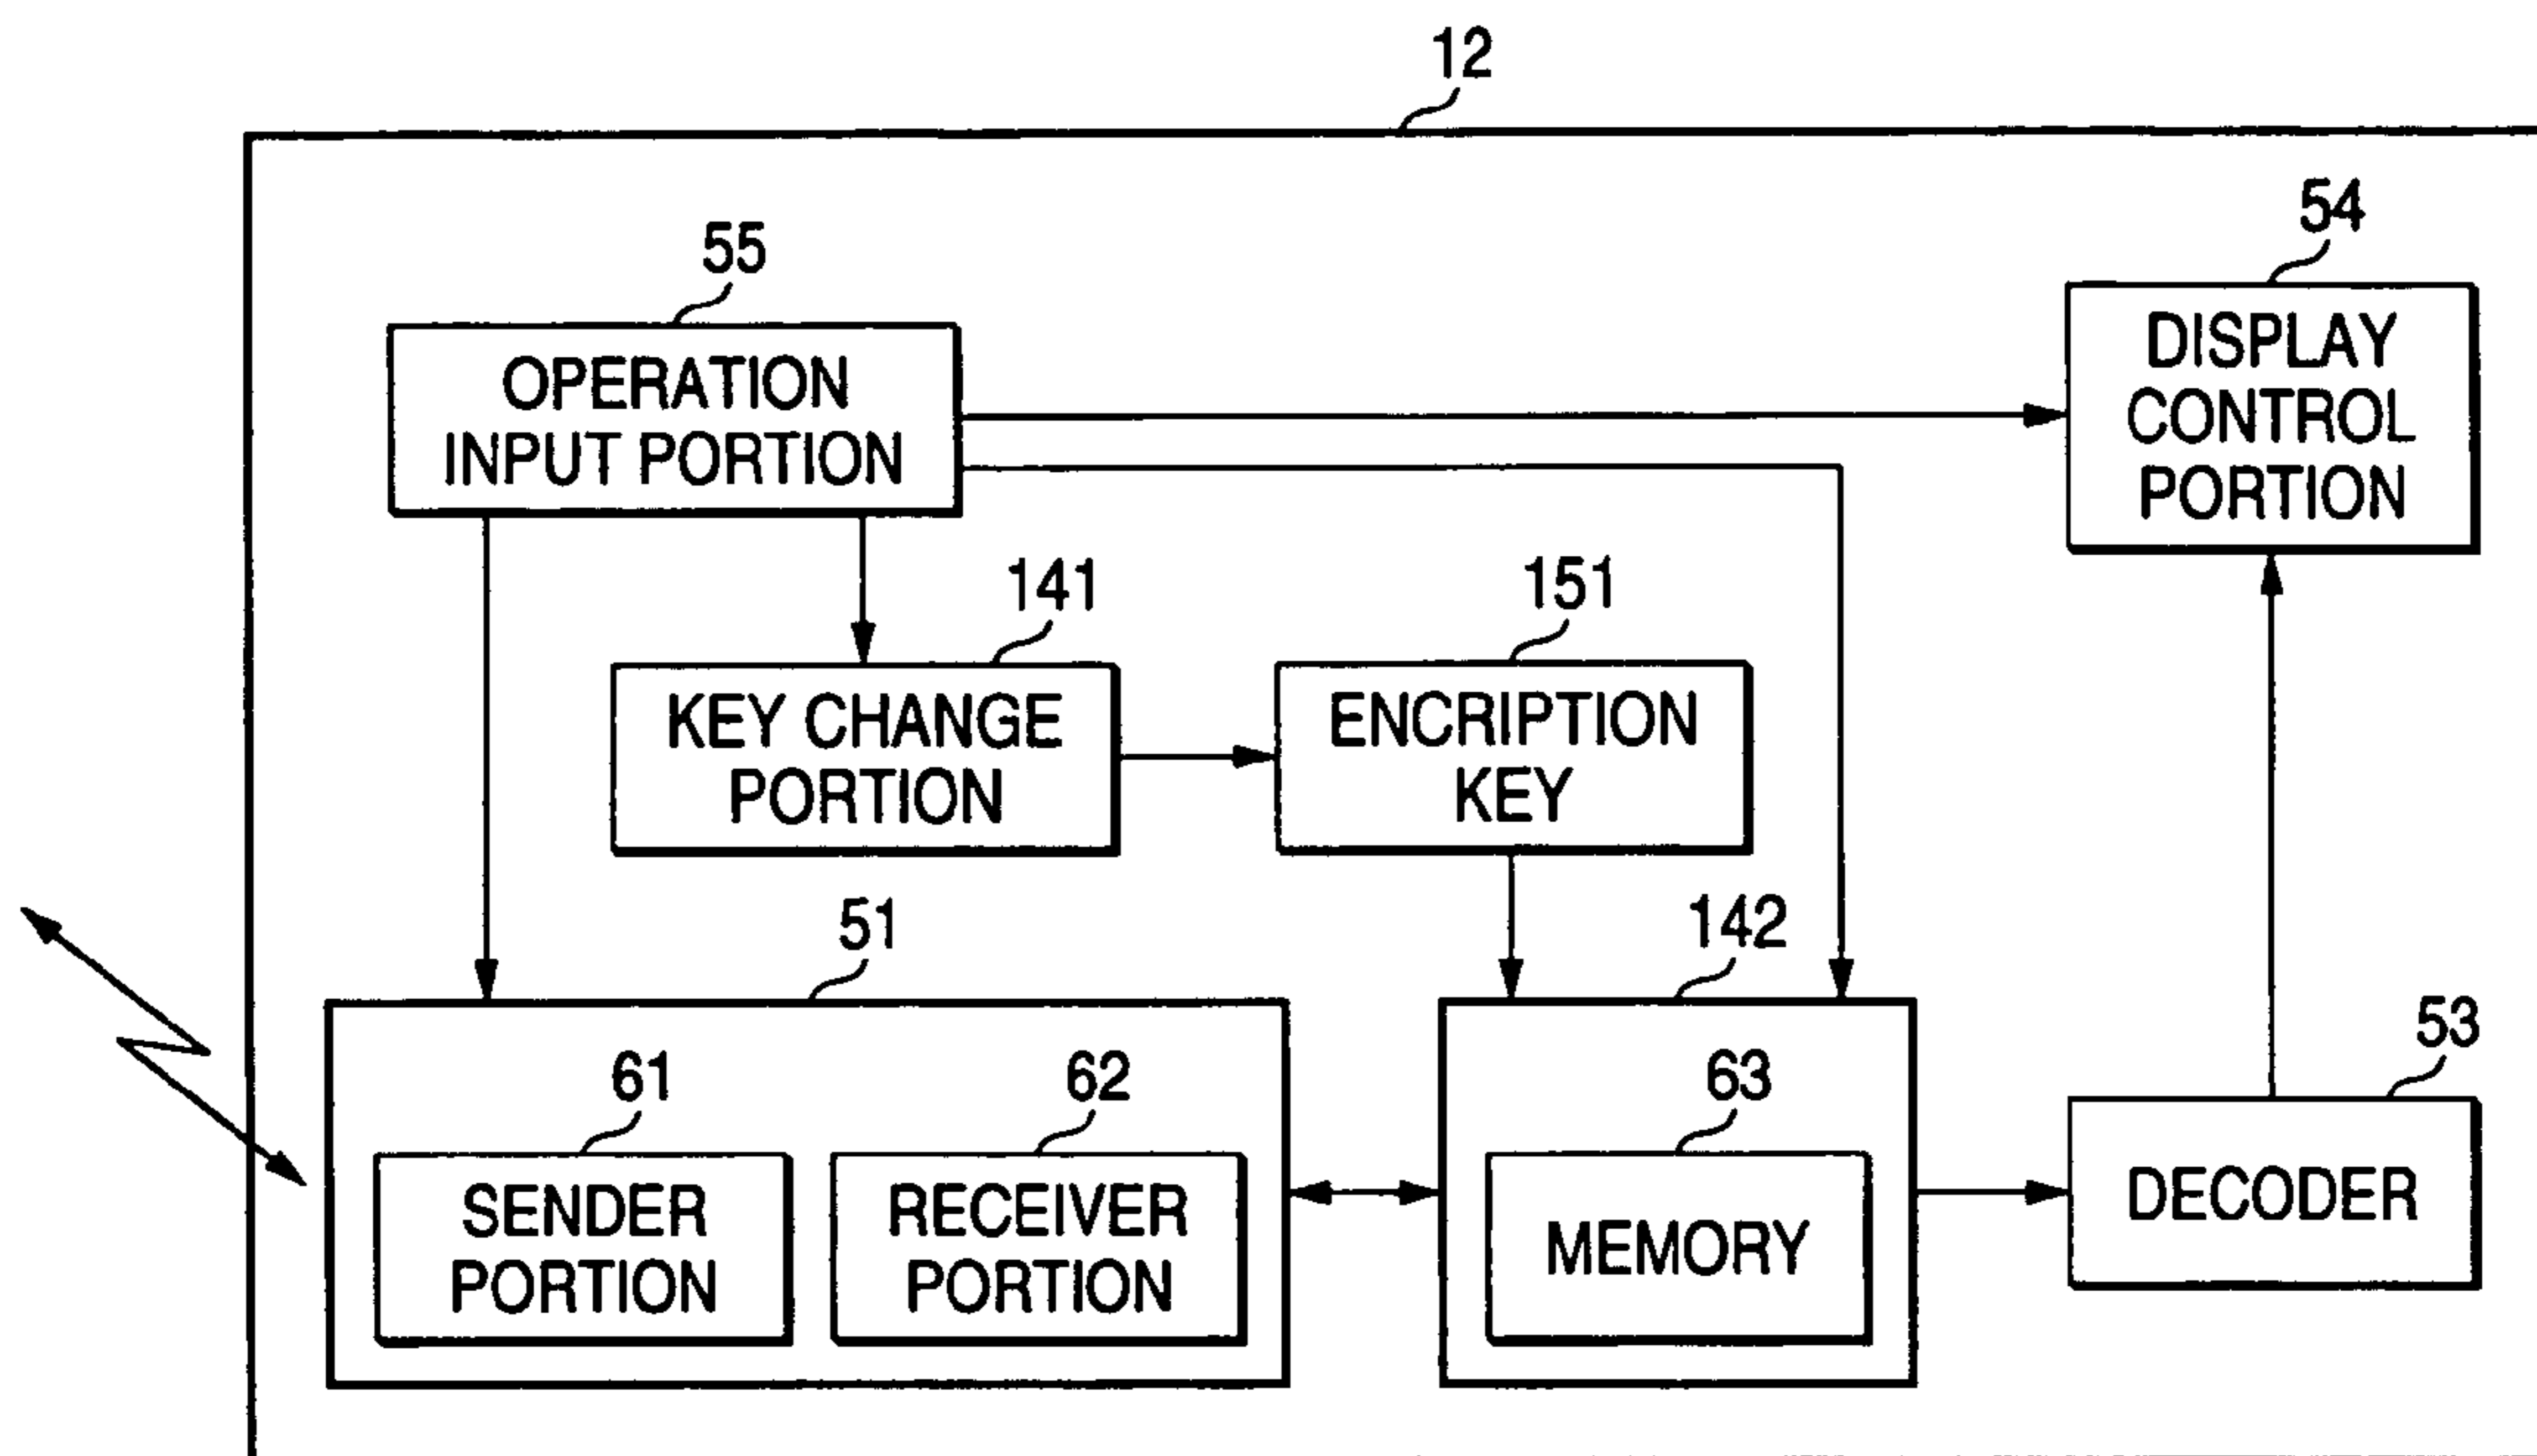 12
54
55
DISPLAY
CONTROL
PORTION
OPERATION
INPUT PORTION
141
151
KEY CHANGE
PORTION
ENCRIPTION
KEY
51
142
53
61
62
63
SENDER
PORTION
RECEIVER
PORTION
MEMORY
DECODER